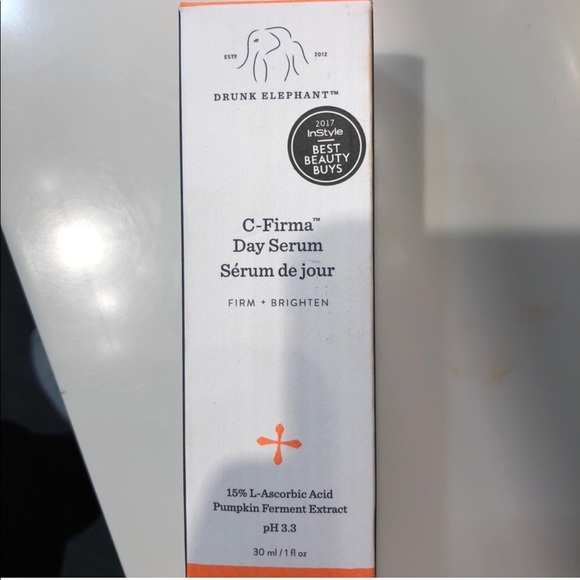 ESTD 2012
DRUNK ELEPHANT™
2017
InStyle
BEST
BEAUTY
BUYS
C-Firma™
Day Serum
Sérum de jour
FIRM + BRIGHTEN
15% L-Ascorbic Acid
Pumpkin Ferment Extract
pH 3.3
30 ml / 1 fl oz